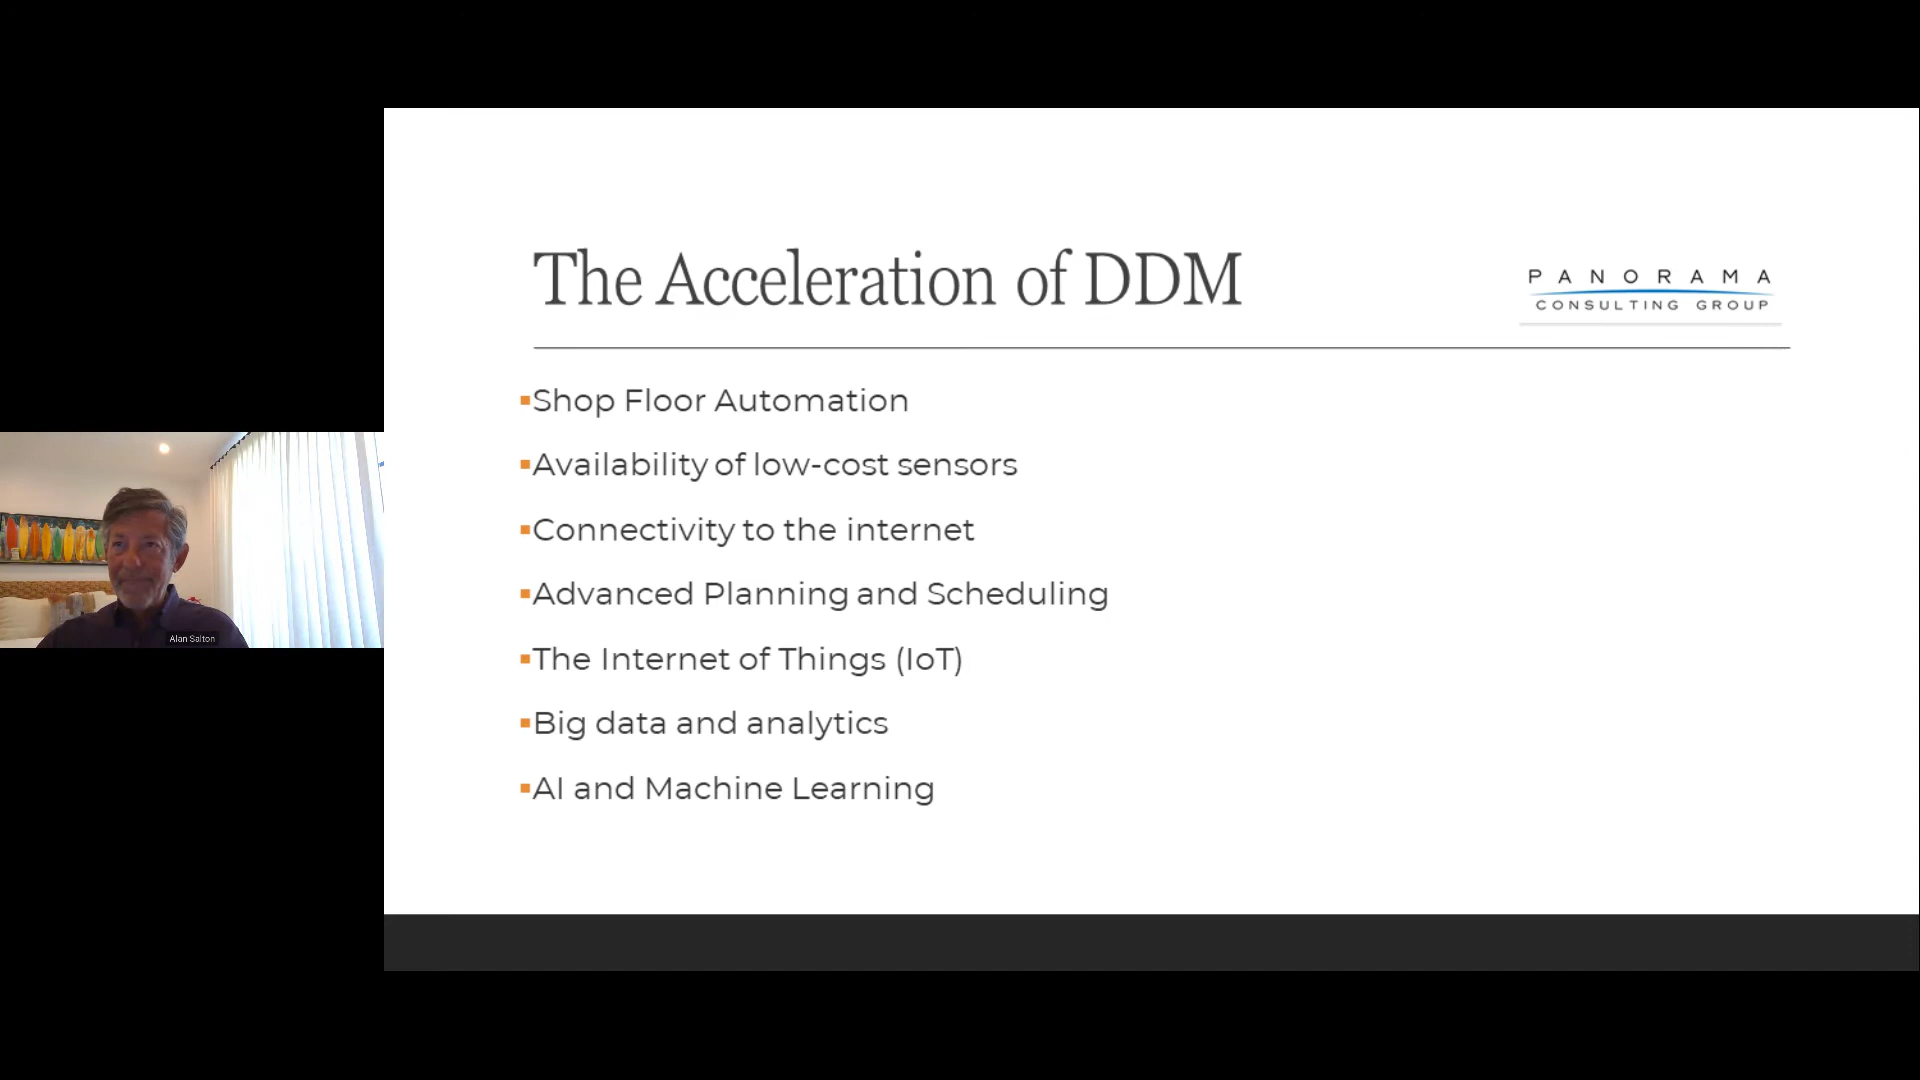 The Acceleration of DDM
PANORAMA
CONSULTING GROUP
▪Shop Floor Automation
▪Availability of low-cost sensors
▪Connectivity to the internet
▪Advanced Planning and Scheduling
▪The Internet of Things (IoT)
▪Big data and analytics
▪AI and Machine Learning
Alan Salton